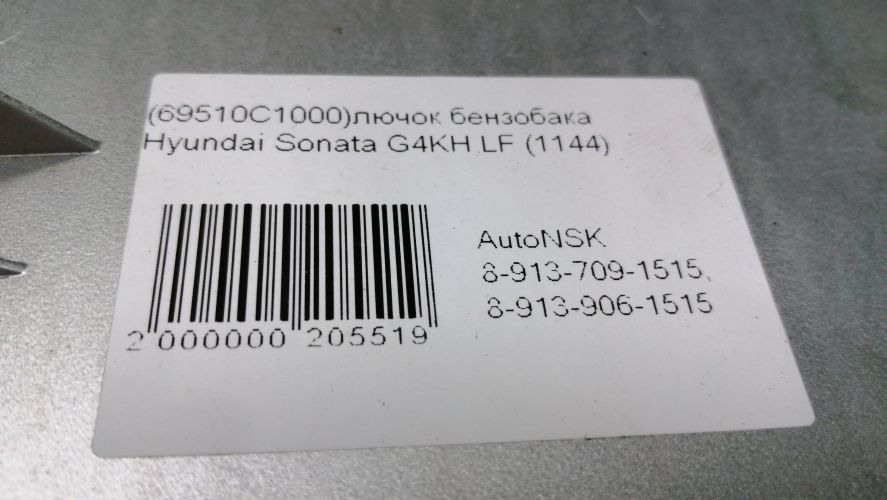 (69510C1000)лючок бензобака
Hyundai Sonata G4KH LF (1144)
AutoNSK
8-913-709-1515,
8-913-906-1515
2 000000 205519